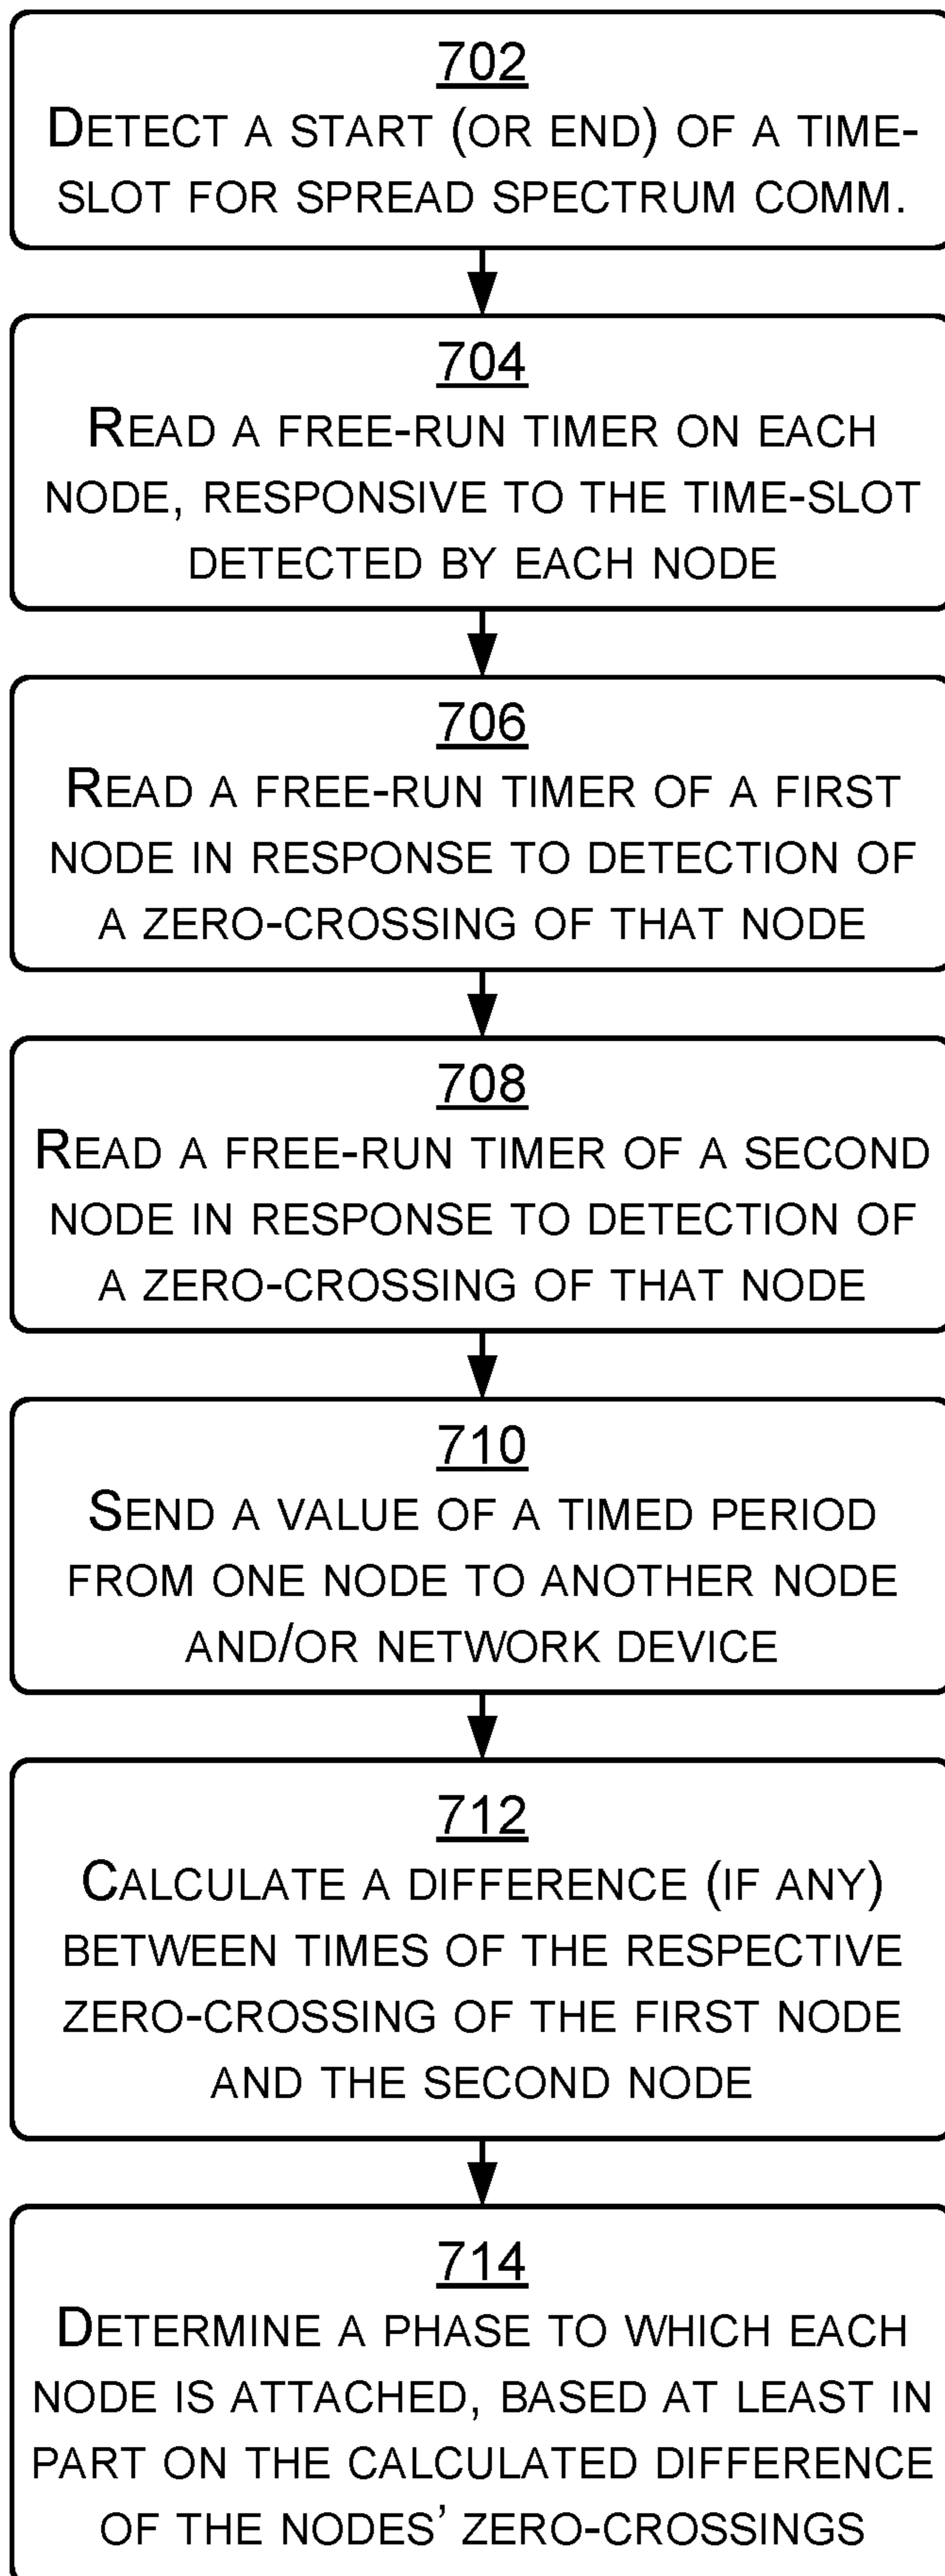 702
DETECT A START (OR END) OF A TIME-
SLOT FOR SPREAD SPECTRUM COMM.
704
READ A FREE-RUN TIMER ON EACH
NODE, RESPONSIVE TO THE TIME-SLOT
DETECTED BY EACH NODE
706
READ A FREE-RUN TIMER OF A FIRST
NODE IN RESPONSE TO DETECTION OF
A ZERO-CROSSING OF THAT NODE
708
READ A FREE-RUN TIMER OF A SECOND
NODE IN RESPONSE TO DETECTION OF
A ZERO-CROSSING OF THAT NODE
710
SEND A VALUE OF A TIMED PERIOD
FROM ONE NODE TO ANOTHER NODE
AND/OR NETWORK DEVICE
712
CALCULATE A DIFFERENCE (IF ANY)
BETWEEN TIMES OF THE RESPECTIVE
ZERO-CROSSING OF THE FIRST NODE
AND THE SECOND NODE
714
DETERMINE A PHASE TO WHICH EACH
NODE IS ATTACHED, BASED AT LEAST IN
PART ON THE CALCULATED DIFFERENCE
OF THE NODES’ ZERO-CROSSINGS